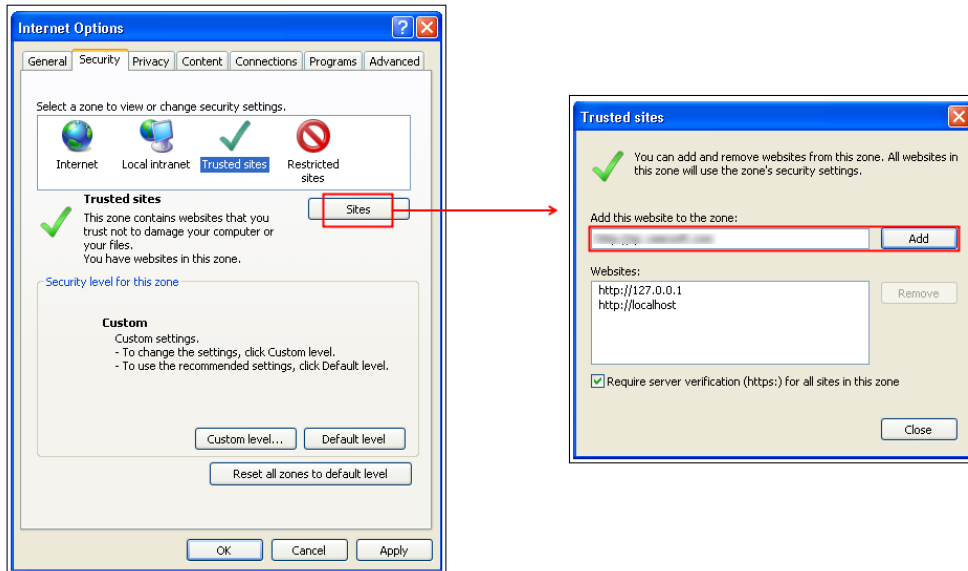 Internet Options
General Security Privacy Content Connections Programs Advanced
Select a zone to view or change security settings.
Internet Local intranet Trusted sites Restricted sites
Trusted sites
Sites
This zone contains websites that you
trust not to damage your computer or
your files.
You have websites in this zone.
Security level for this zone
Custom
Custom settings.
- To change the settings, click Custom level.
- To use the recommended settings, click Default level.
Custom level... Default level
Reset all zones to default level
OK Cancel Apply
Trusted sites
You can add and remove websites from this zone. All websites in
this zone will use the zone's security settings.
Add this website to the zone:
Add
Websites:
http://127.0.0.1
http://localhost
Remove
Require server verification (https:) for all sites in this zone
Close